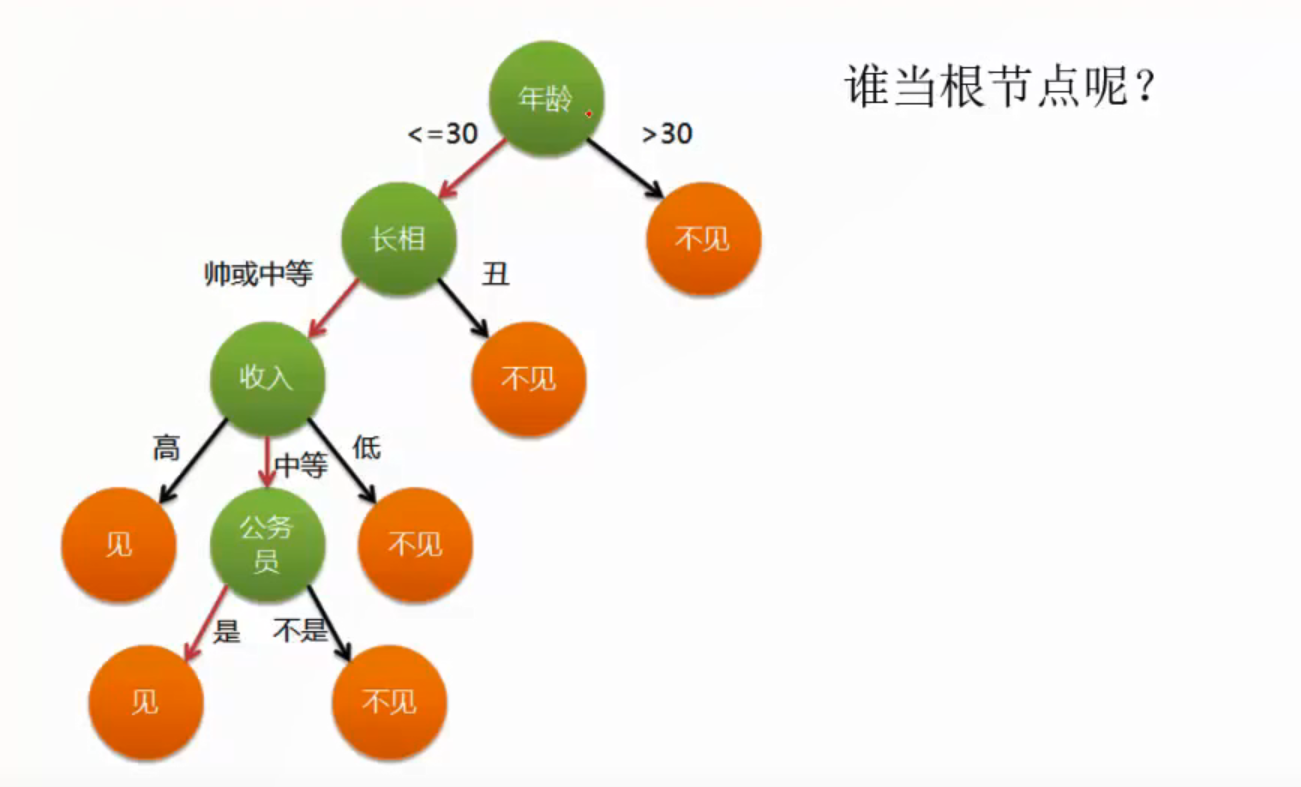 谁当根节点呢？
年龄
<=30
>30
长相
不见
帅或中等
丑
收入
不见
高
中等
低
见
公务
员
不见
是
不是
见
不见